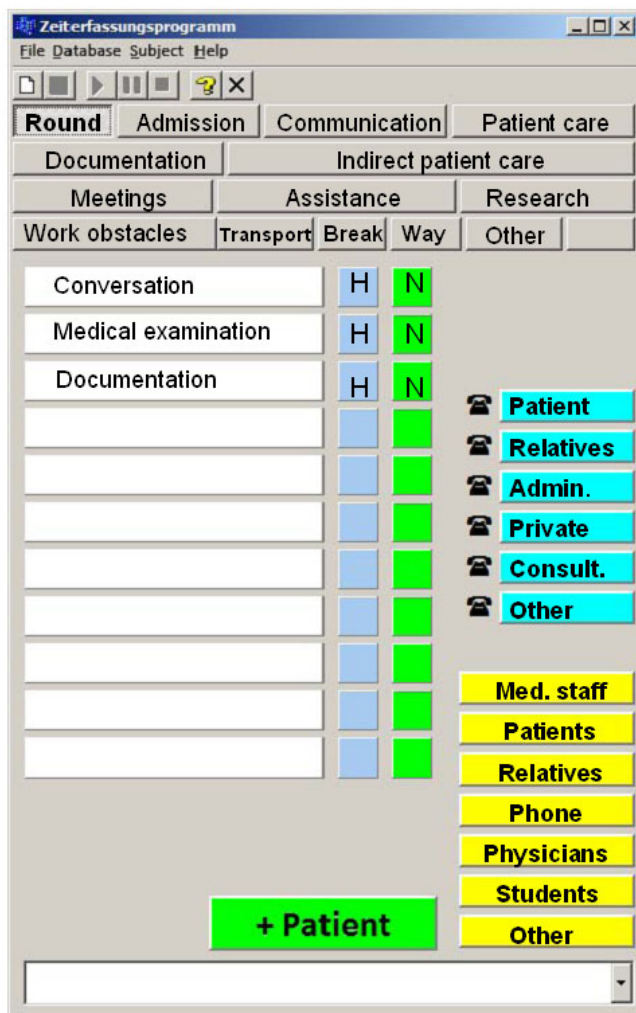 Zeiterfassungsprogramm
File Database Subject Help
Round Admission Communication Patient care
Documentation Indirect patient care
Meetings Assistance Research
Work obstacles Transport Break Way Other
Conversation H N
Medical examination H N
Documentation H N
Patient
Relatives
Admin.
Private
Consult.
Other
Med. staff
Patients
Relatives
Phone
Physicians
Students
+ Patient
Other